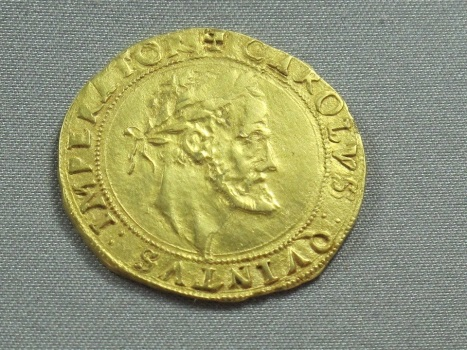 ✠ CAROLVS · QVINTVS · IMPERATOR